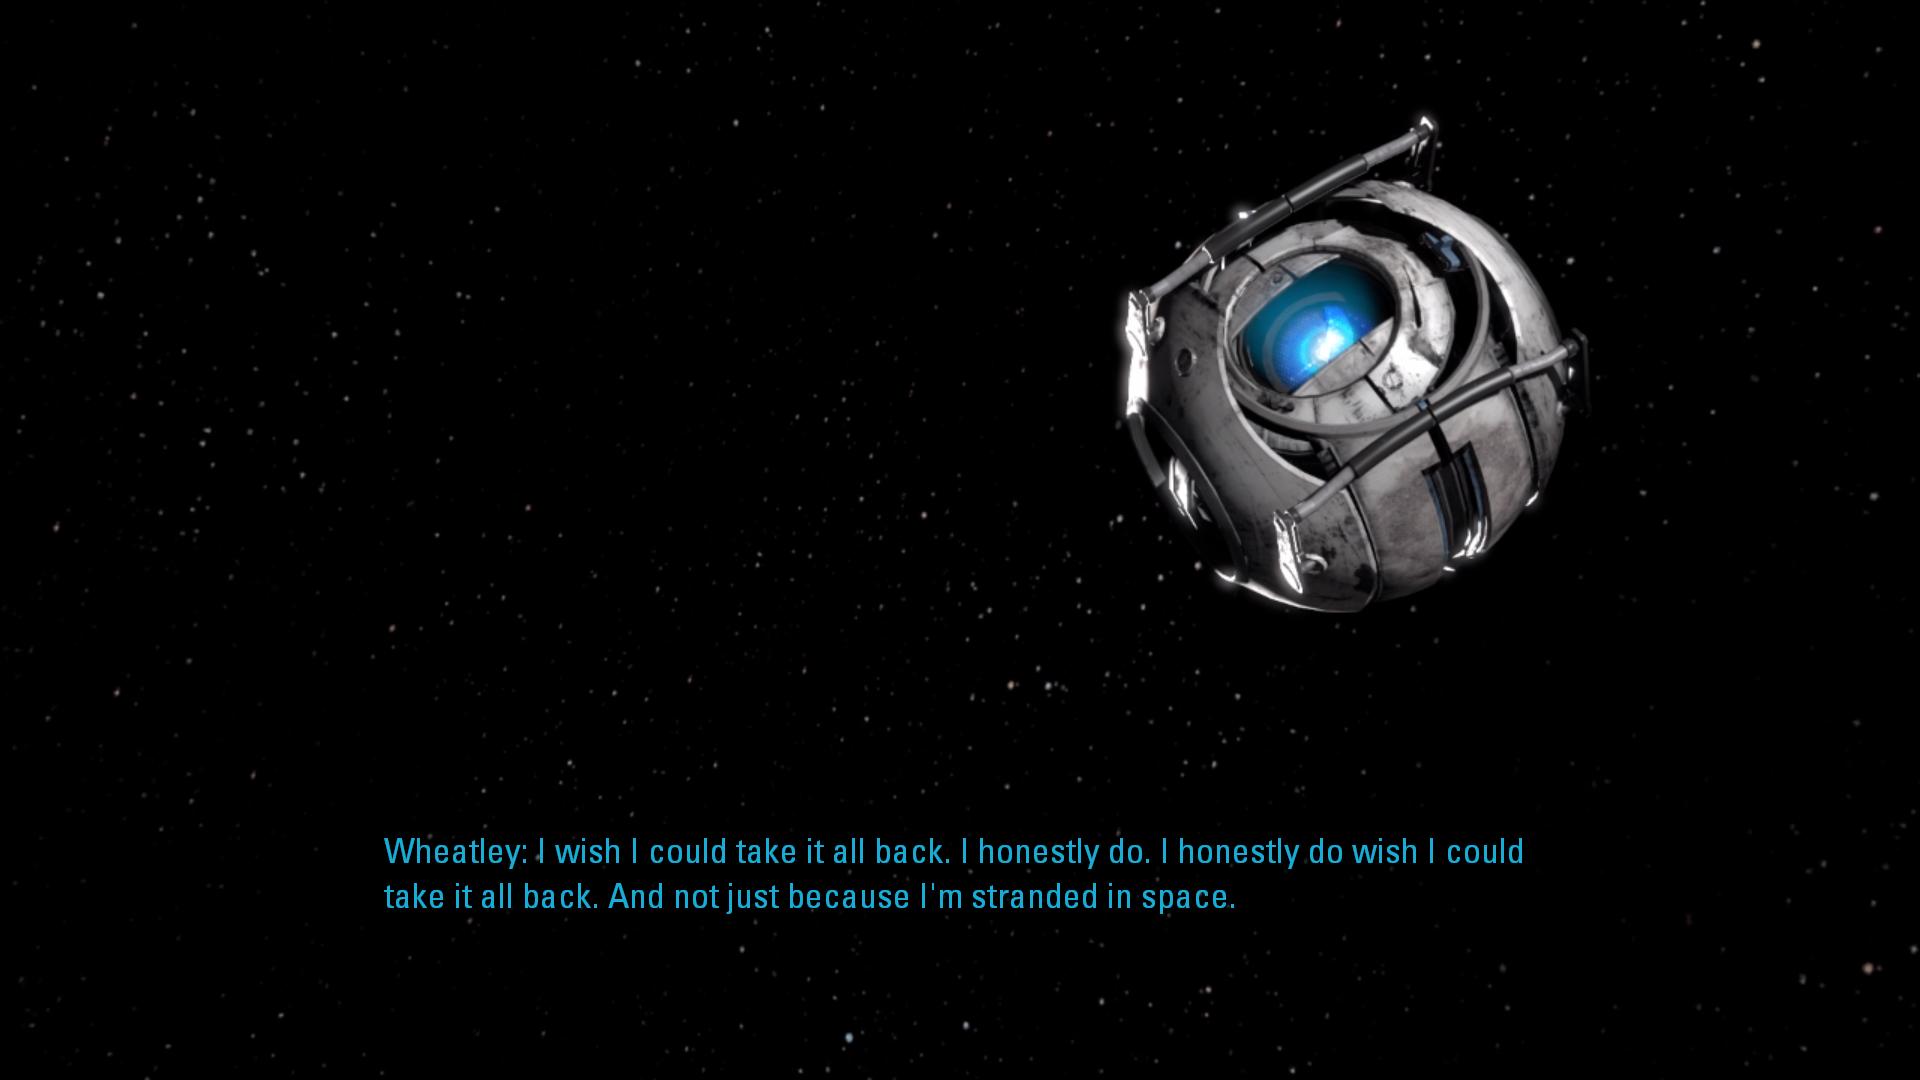 Wheatley: I wish I could take it all back. I honestly do. I honestly do wish I could
take it all back. And not just because I'm stranded in space.